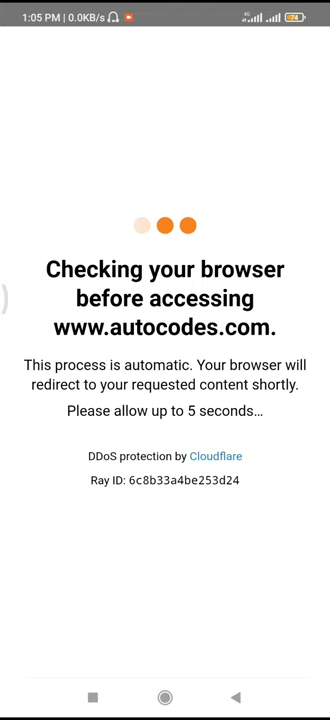 1:05 PM | 0.0KB/s
4G
74
Checking your browser
before accessing
www.autocodes.com.
This process is automatic. Your browser will
redirect to your requested content shortly.
Please allow up to 5 seconds…
DDoS protection by Cloudflare
Ray ID: 6c8b33a4be253d24